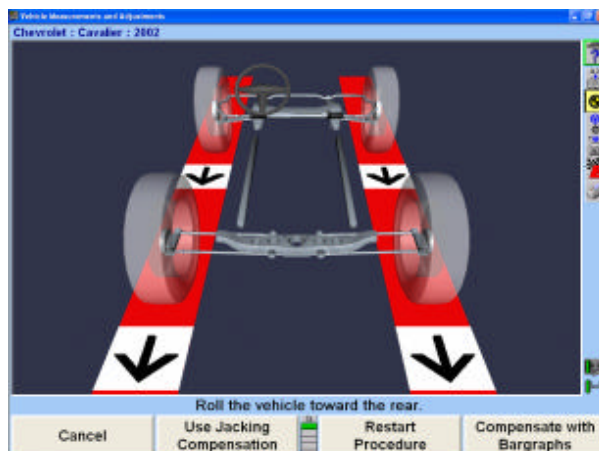 Vehicle Measurements and Adjustments
Chevrolet : Cavalier : 2002
Roll the vehicle toward the rear.
Cancel
Use Jacking
Compensation
Restart
Procedure
Compensate with
Bargraphs